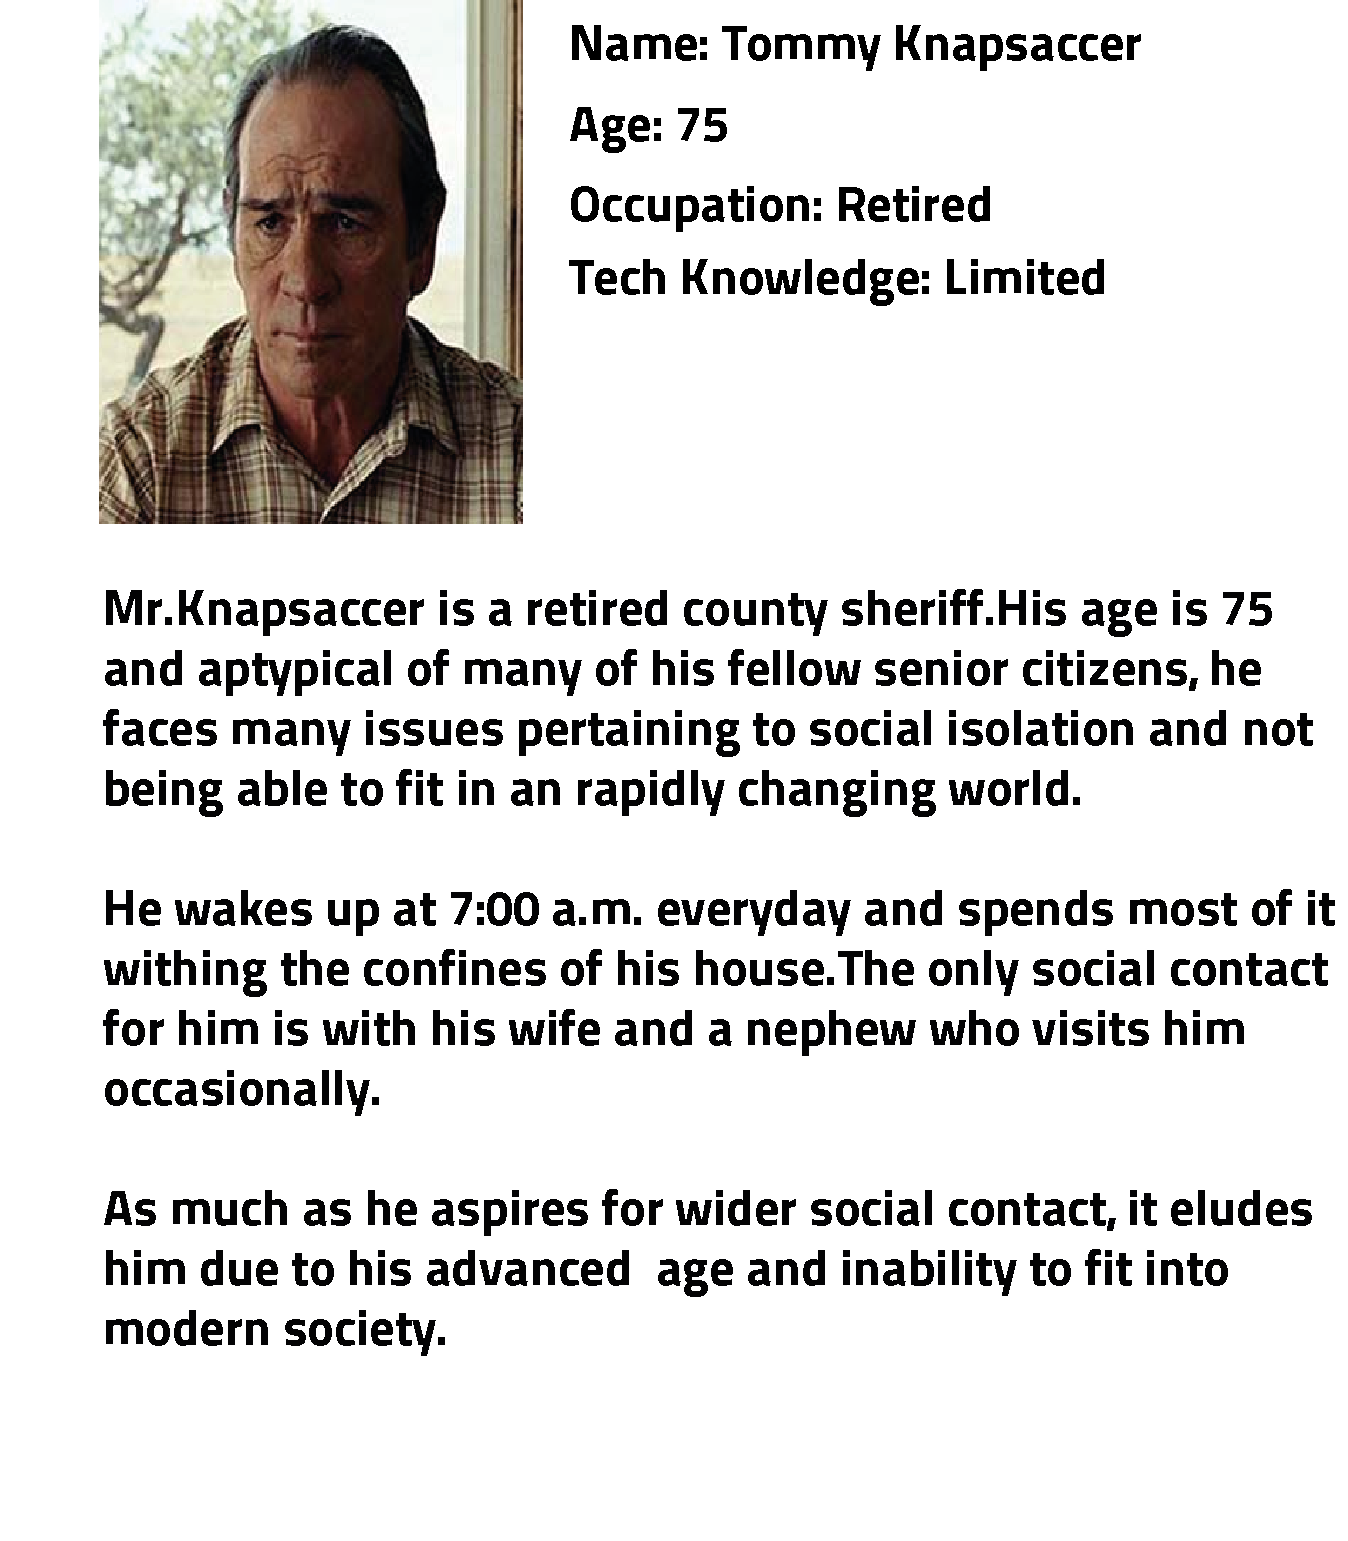 Name: Tommy Knapsaccer
Age: 75
Occupation: Retired
Tech Knowledge: Limited
Mr.Knapsaccer is a retired county sheriff.His age is 75
and aptypical of many of his fellow senior citizens, he
faces many issues pertaining to social isolation and not
being able to fit in an rapidly changing world.
He wakes up at 7:00 a.m. everyday and spends most of it
withing the confines of his house.The only social contact
for him is with his wife and a nephew who visits him
occasionally.
As much as he aspires for wider social contact, it eludes
him due to his advanced  age and inability to fit into
modern society.